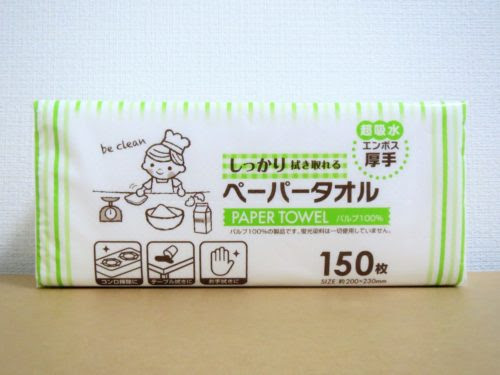 be clean
超吸水
エンボス
厚手
しっかり拭き取れる
ペーパータオル
PAPER TOWEL パルプ100%
パルプ100%の製品です。蛍光染料は一切使用していません。
150枚
SIZE:約200×230mm
コンロ掃除に
テーブル拭きに
お手拭きに